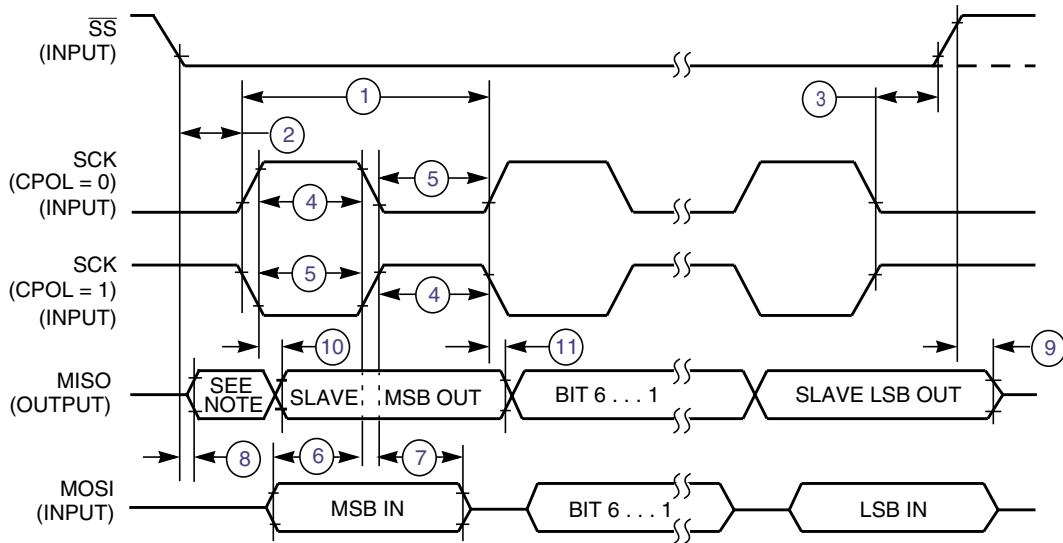 SS
(INPUT)
1
3
2
SCK
(CPOL = 0)
(INPUT)
5
4
SCK
(CPOL = 1)
(INPUT)
5
4
10
11
9
MISO
(OUTPUT)
SEE
NOTE
SLAVE
MSB OUT
BIT 6 . . . 1
SLAVE LSB OUT
8
6
7
MOSI
(INPUT)
MSB IN
BIT 6 . . . 1
LSB IN